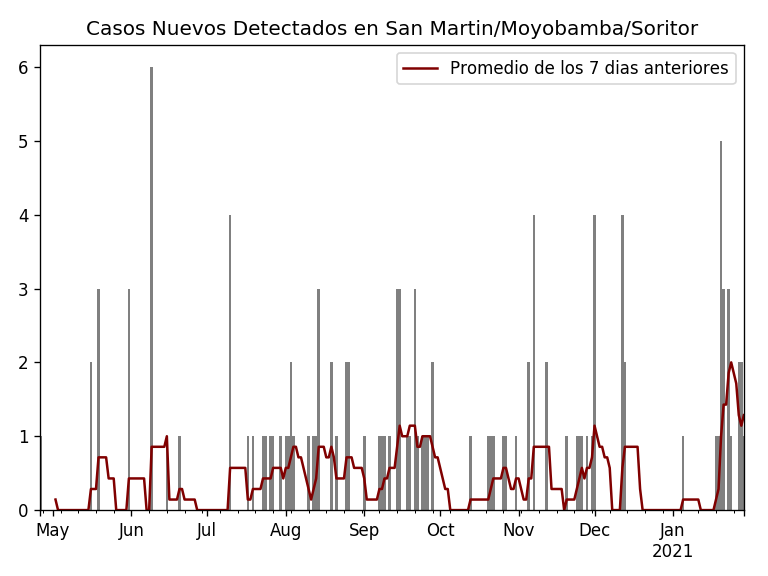 Casos Nuevos Detectados en San Martin/Moyobamba/Soritor
Promedio de los 7 dias anteriores
6
5
4
3
2
1
0
May Jun Jul Aug Sep Oct Nov Dec Jan
2021